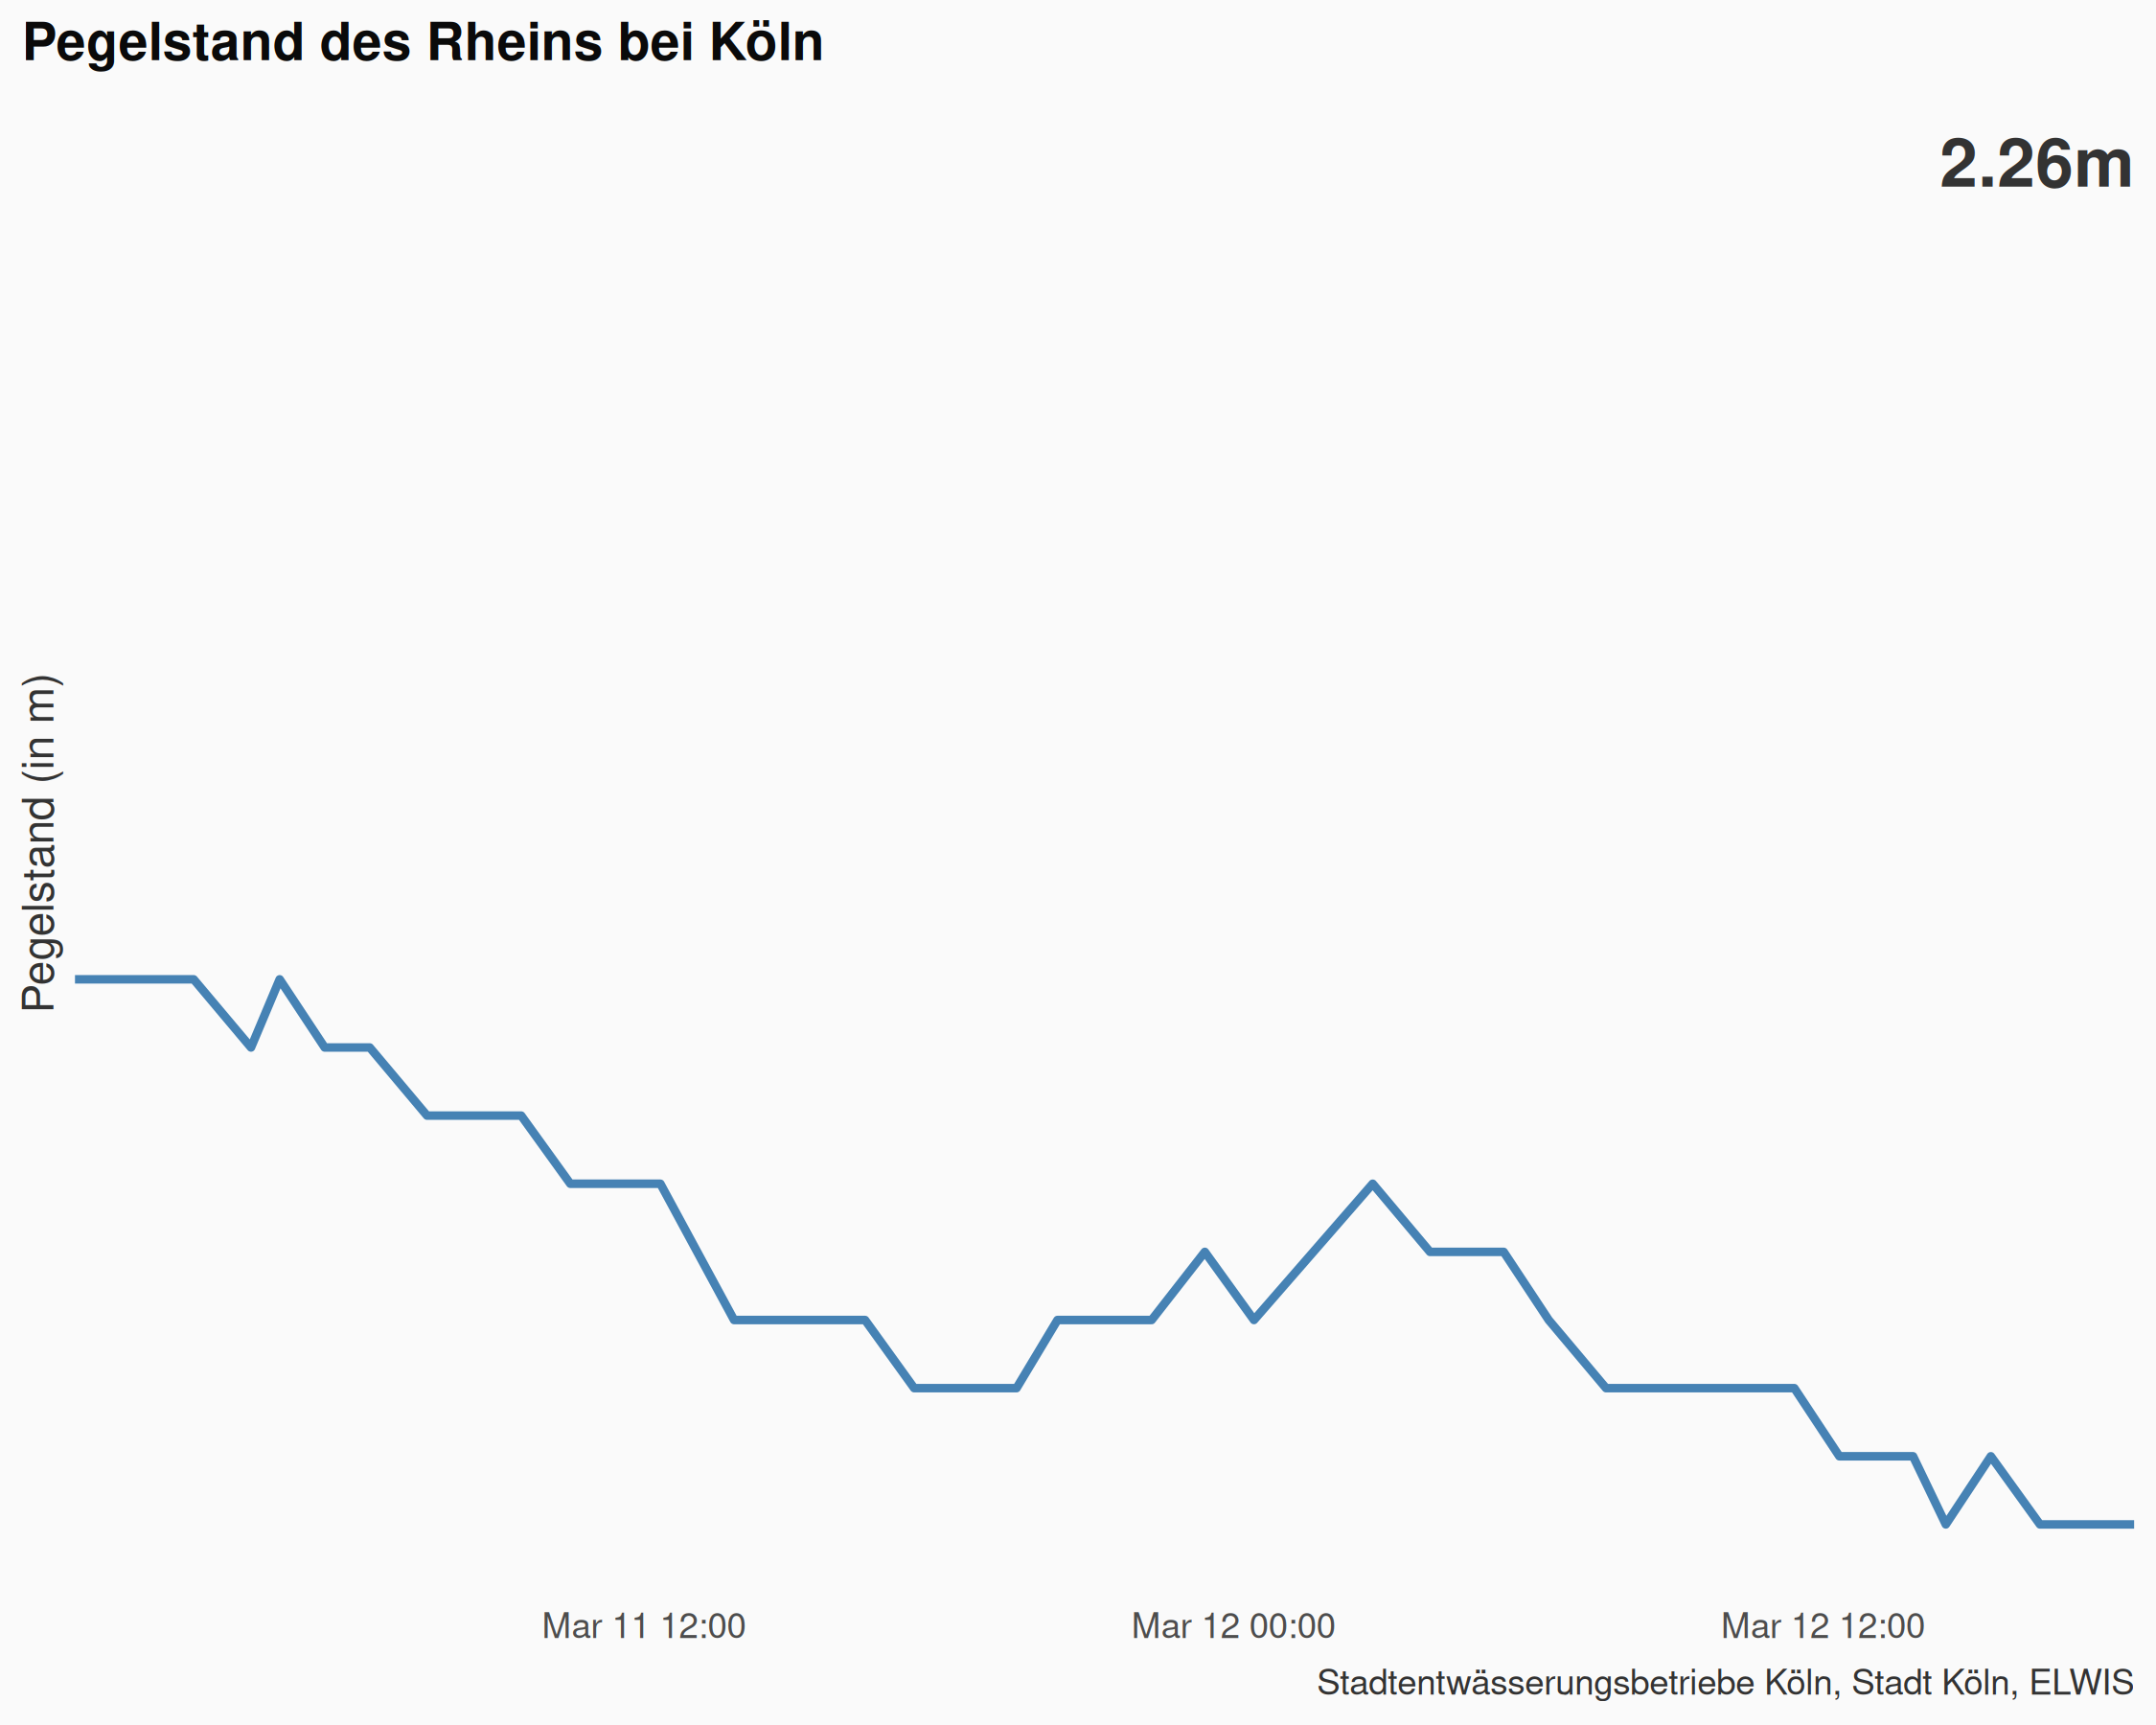 Pegelstand des Rheins bei Köln
2.26m
Pegelstand (in m)
Mar 11 12:00
Mar 12 00:00
Mar 12 12:00
Stadtentwässerungsbetriebe Köln, Stadt Köln, ELWIS